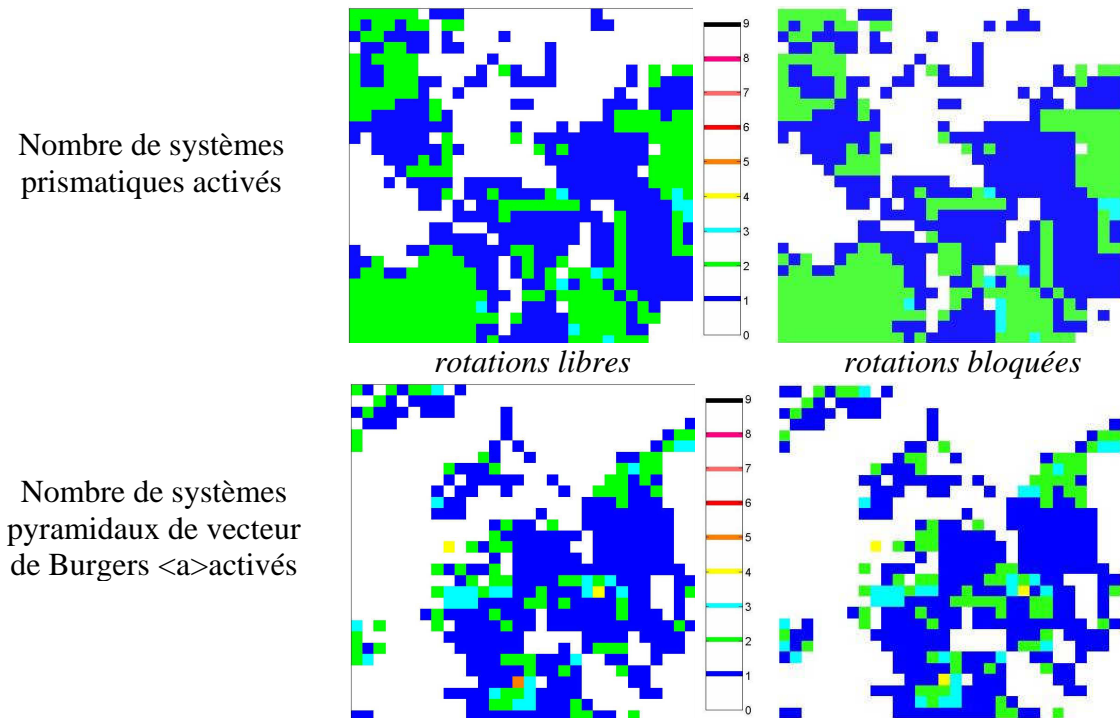 Nombre de systèmes
prismatiques activés
9
8
7
6
5
4
3
2
1
0
rotations libres
rotations bloquées
Nombre de systèmes
pyramidaux de vecteur
de Burgers <a>activés
9
8
7
6
5
4
3
2
1
0